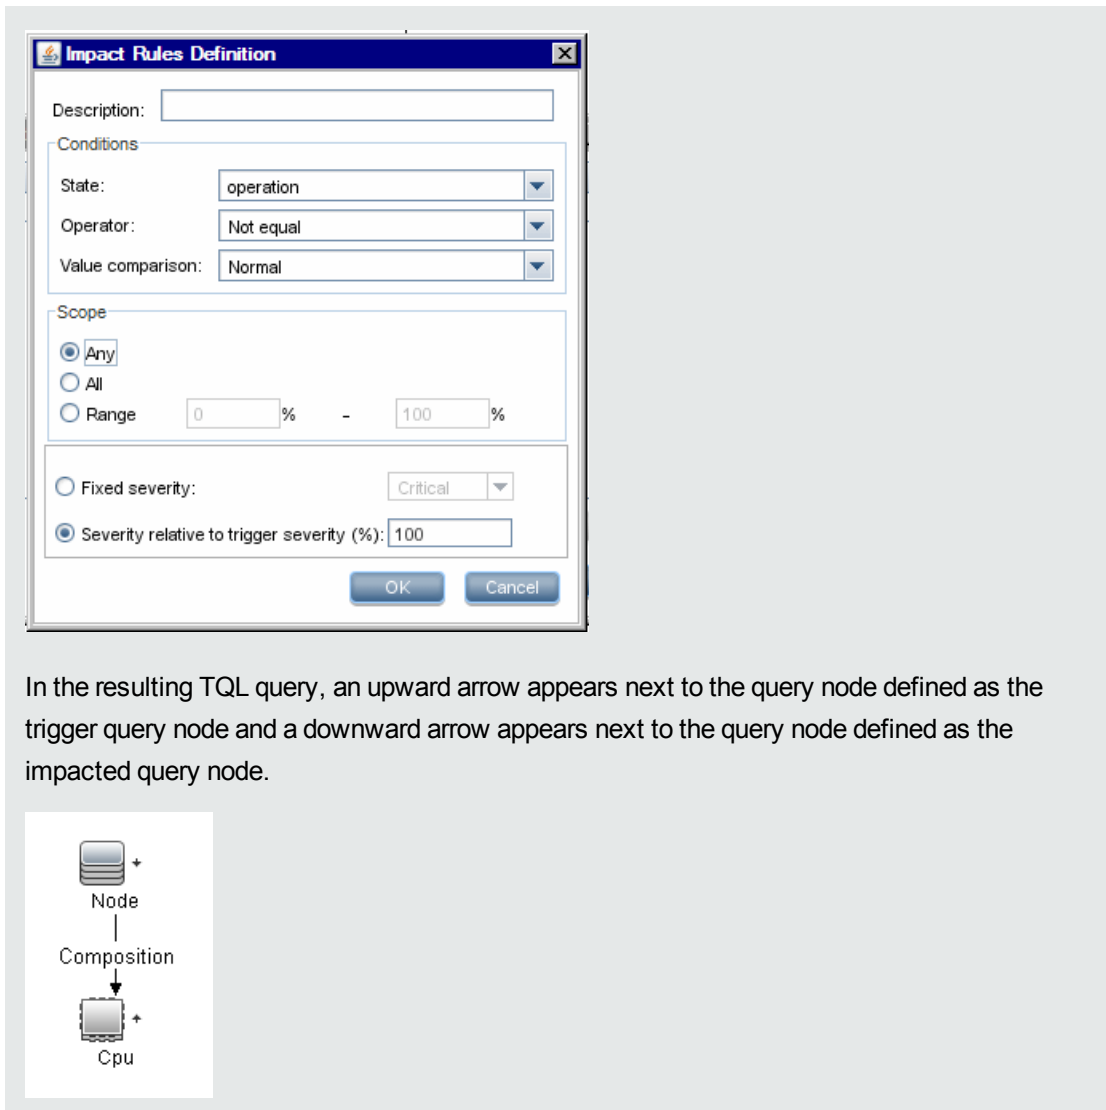 Impact Rules Definition
Description:
Conditions
State: operation
Operator: Not equal
Value comparison: Normal
Scope
Any
All
Range 0 % - 100 %
Fixed severity: Critical
Severity relative to trigger severity (%): 100
OK Cancel
In the resulting TQL query, an upward arrow appears next to the query node defined as the
trigger query node and a downward arrow appears next to the query node defined as the
impacted query node.
Node
Composition
Cpu